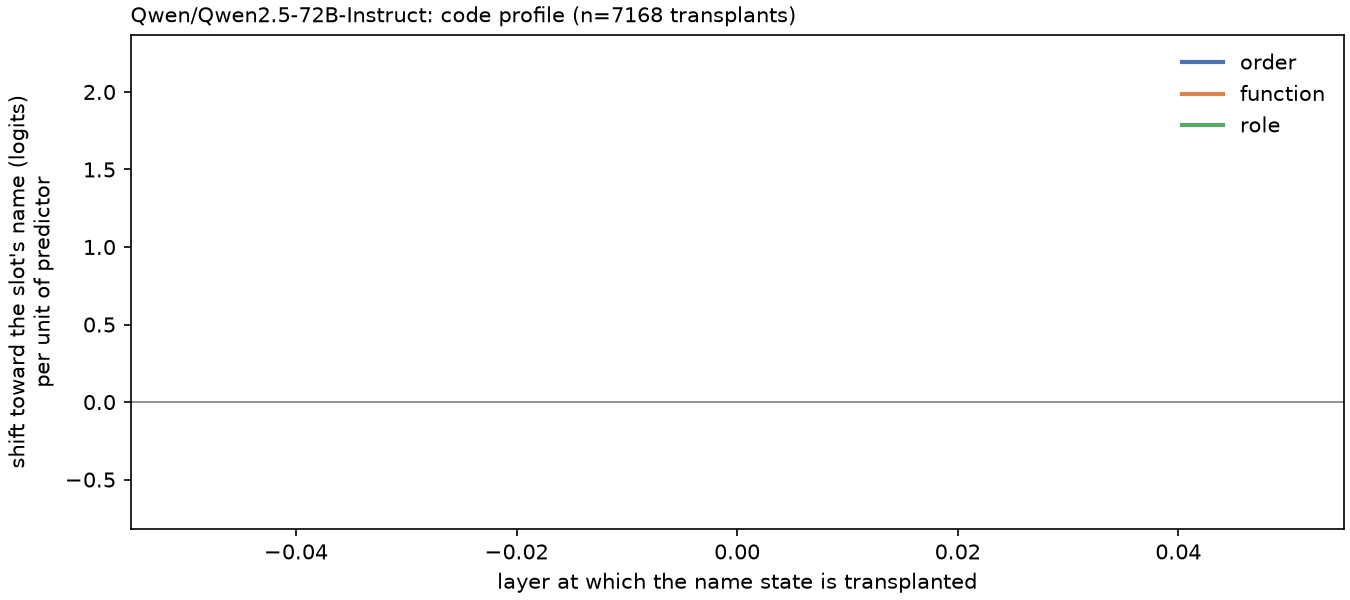 Qwen/Qwen2.5-72B-Instruct: code profile (n=7168 transplants)
order
function
role
shift toward the slot's name (logits)
per unit of predictor
2.0
1.5
1.0
0.5
0.0
−0.5
−0.04
−0.02
0.00
0.02
0.04
layer at which the name state is transplanted